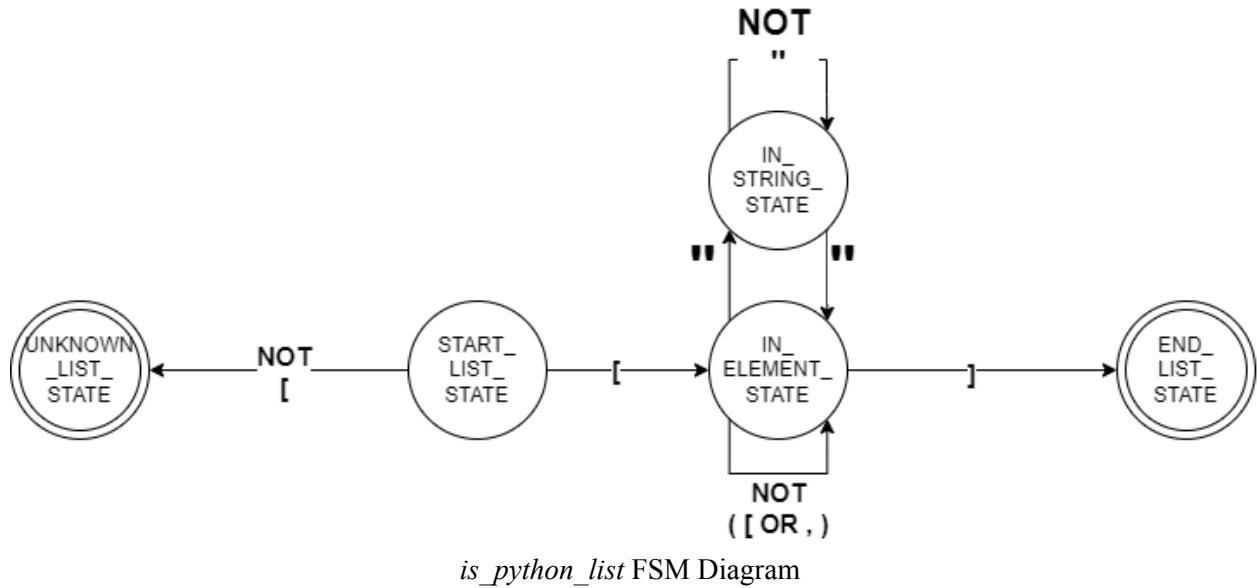 NOT
"
IN_
STRING_
STATE
"
"
UNKNOWN
_LIST_
STATE
NOT
[
START_
LIST_
STATE
[
IN_
ELEMENT_
STATE
]
END_
LIST_
STATE
NOT
( [ OR , )
is_python_list FSM Diagram